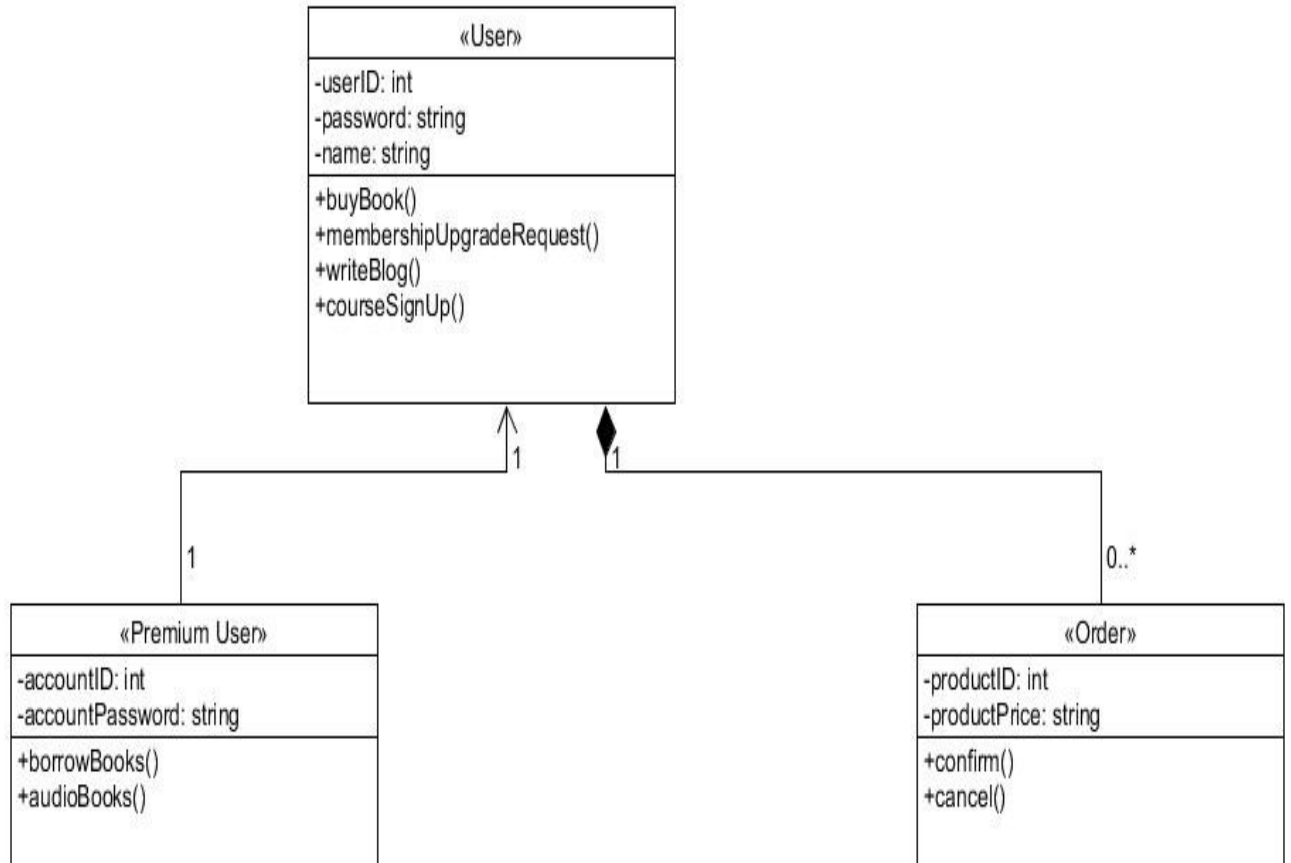 «User»
-userID: int
-password: string
-name: string
+buyBook()
+membershipUpgradeRequest()
+writeBlog()
+courseSignUp()
1
1
1
0..*
«Premium User»
-accountID: int
-accountPassword: string
+borrowBooks()
+audioBooks()
«Order»
-productID: int
-productPrice: string
+confirm()
+cancel()